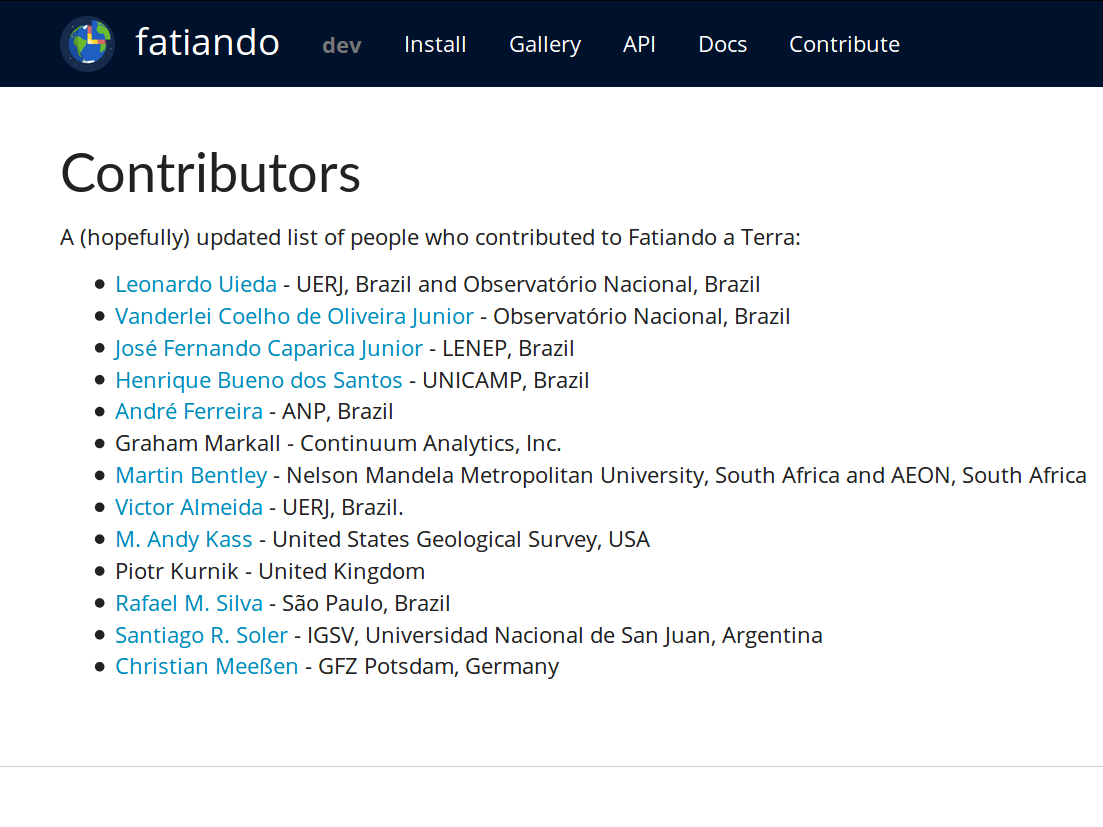 fatiando dev Install Gallery API Docs Contribute
Contributors
A (hopefully) updated list of people who contributed to Fatiando a Terra:
Leonardo Uieda - UERJ, Brazil and Observatório Nacional, Brazil
Vanderlei Coelho de Oliveira Junior - Observatório Nacional, Brazil
José Fernando Caparica Junior - LENEP, Brazil
Henrique Bueno dos Santos - UNICAMP, Brazil
André Ferreira - ANP, Brazil
Graham Markall - Continuum Analytics, Inc.
Martin Bentley - Nelson Mandela Metropolitan University, South Africa and AEON, South Africa
Victor Almeida - UERJ, Brazil.
M. Andy Kass - United States Geological Survey, USA
Piotr Kurnik - United Kingdom
Rafael M. Silva - São Paulo, Brazil
Santiago R. Soler - IGSV, Universidad Nacional de San Juan, Argentina
Christian Meeßen - GFZ Potsdam, Germany